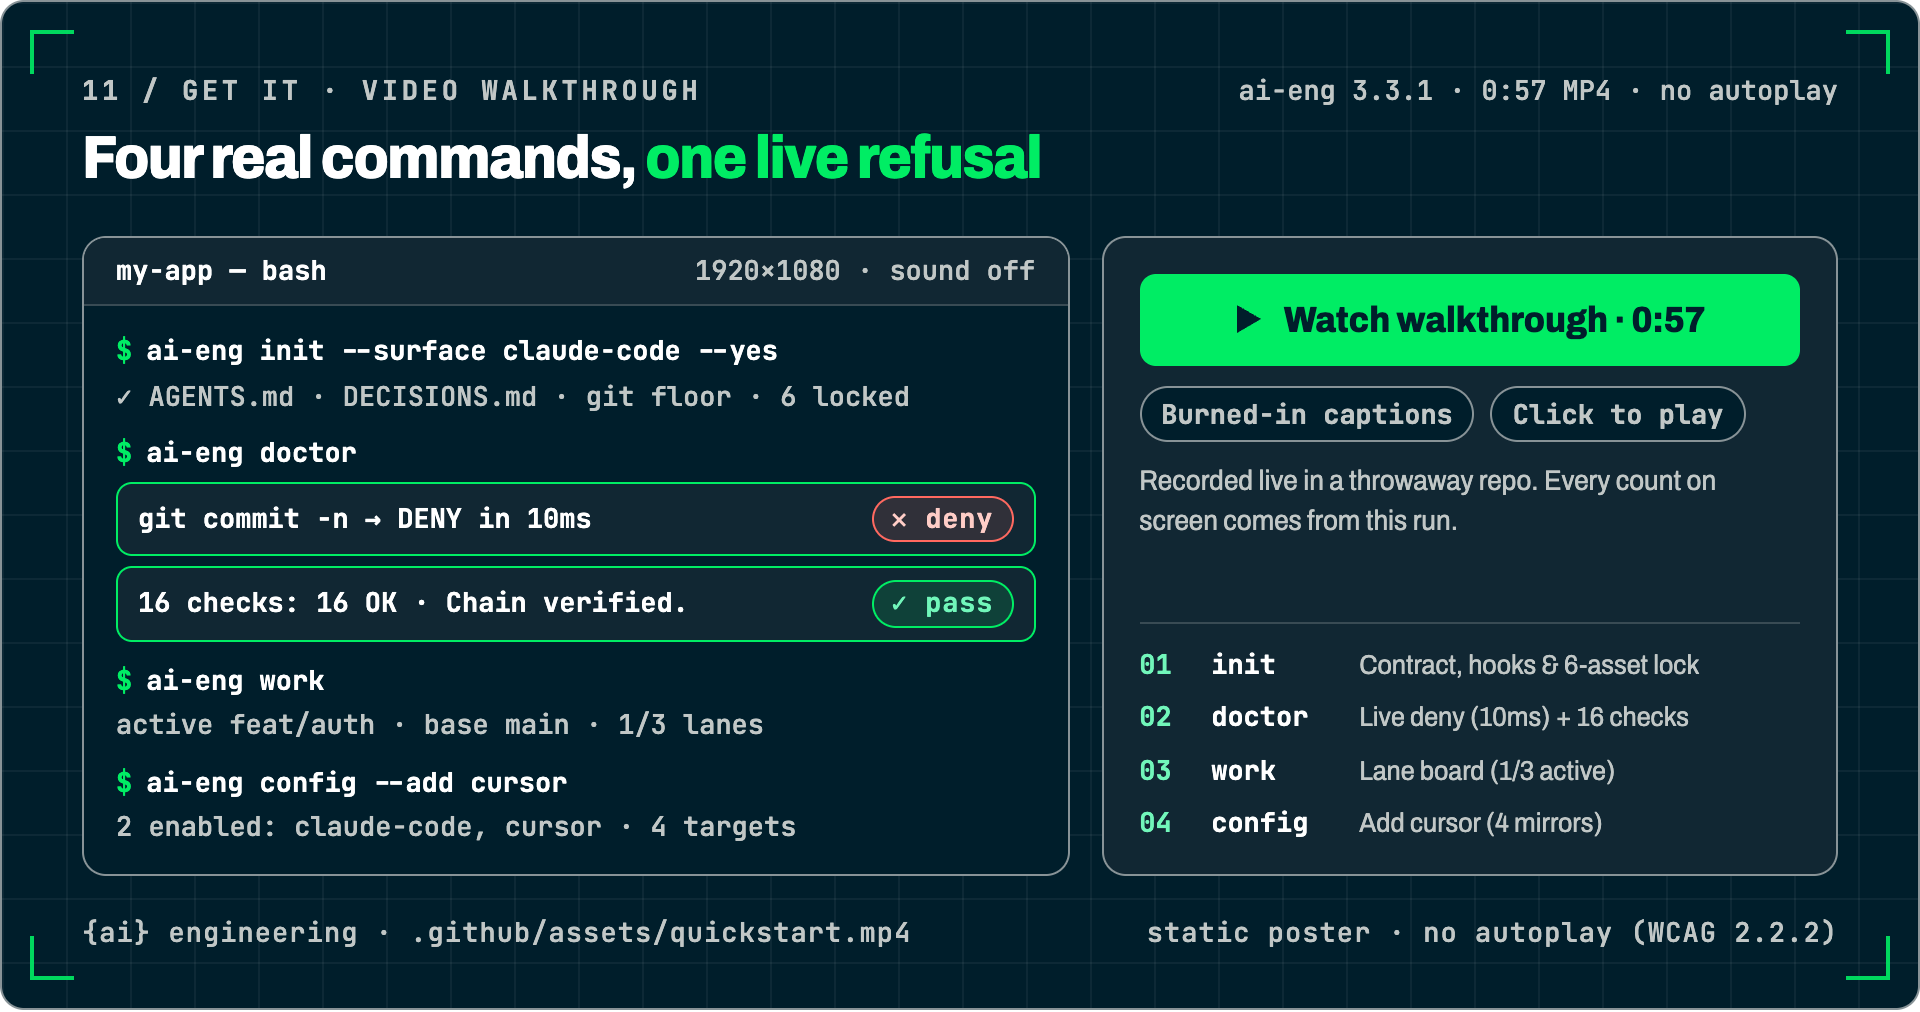 11 / GET IT · VIDEO WALKTHROUGH
ai-eng 3.3.1 · 0:57 MP4 · no autoplay
Four real commands, one live refusal
my-app — bash
1920×1080 · sound off
$ ai-eng init --surface claude-code --yes
✓ AGENTS.md · DECISIONS.md · git floor · 6 locked
$ ai-eng doctor
git commit -n → DENY in 10ms
× deny
16 checks: 16 OK · Chain verified.
✓ pass
$ ai-eng work
active feat/auth · base main · 1/3 lanes
$ ai-eng config --add cursor
2 enabled: claude-code, cursor · 4 targets
▶ Watch walkthrough · 0:57
Burned-in captions
Click to play
Recorded live in a throwaway repo. Every count on
screen comes from this run.
01 init Contract, hooks & 6-asset lock
02 doctor Live deny (10ms) + 16 checks
03 work Lane board (1/3 active)
04 config Add cursor (4 mirrors)
{ai} engineering · .github/assets/quickstart.mp4
static poster · no autoplay (WCAG 2.2.2)